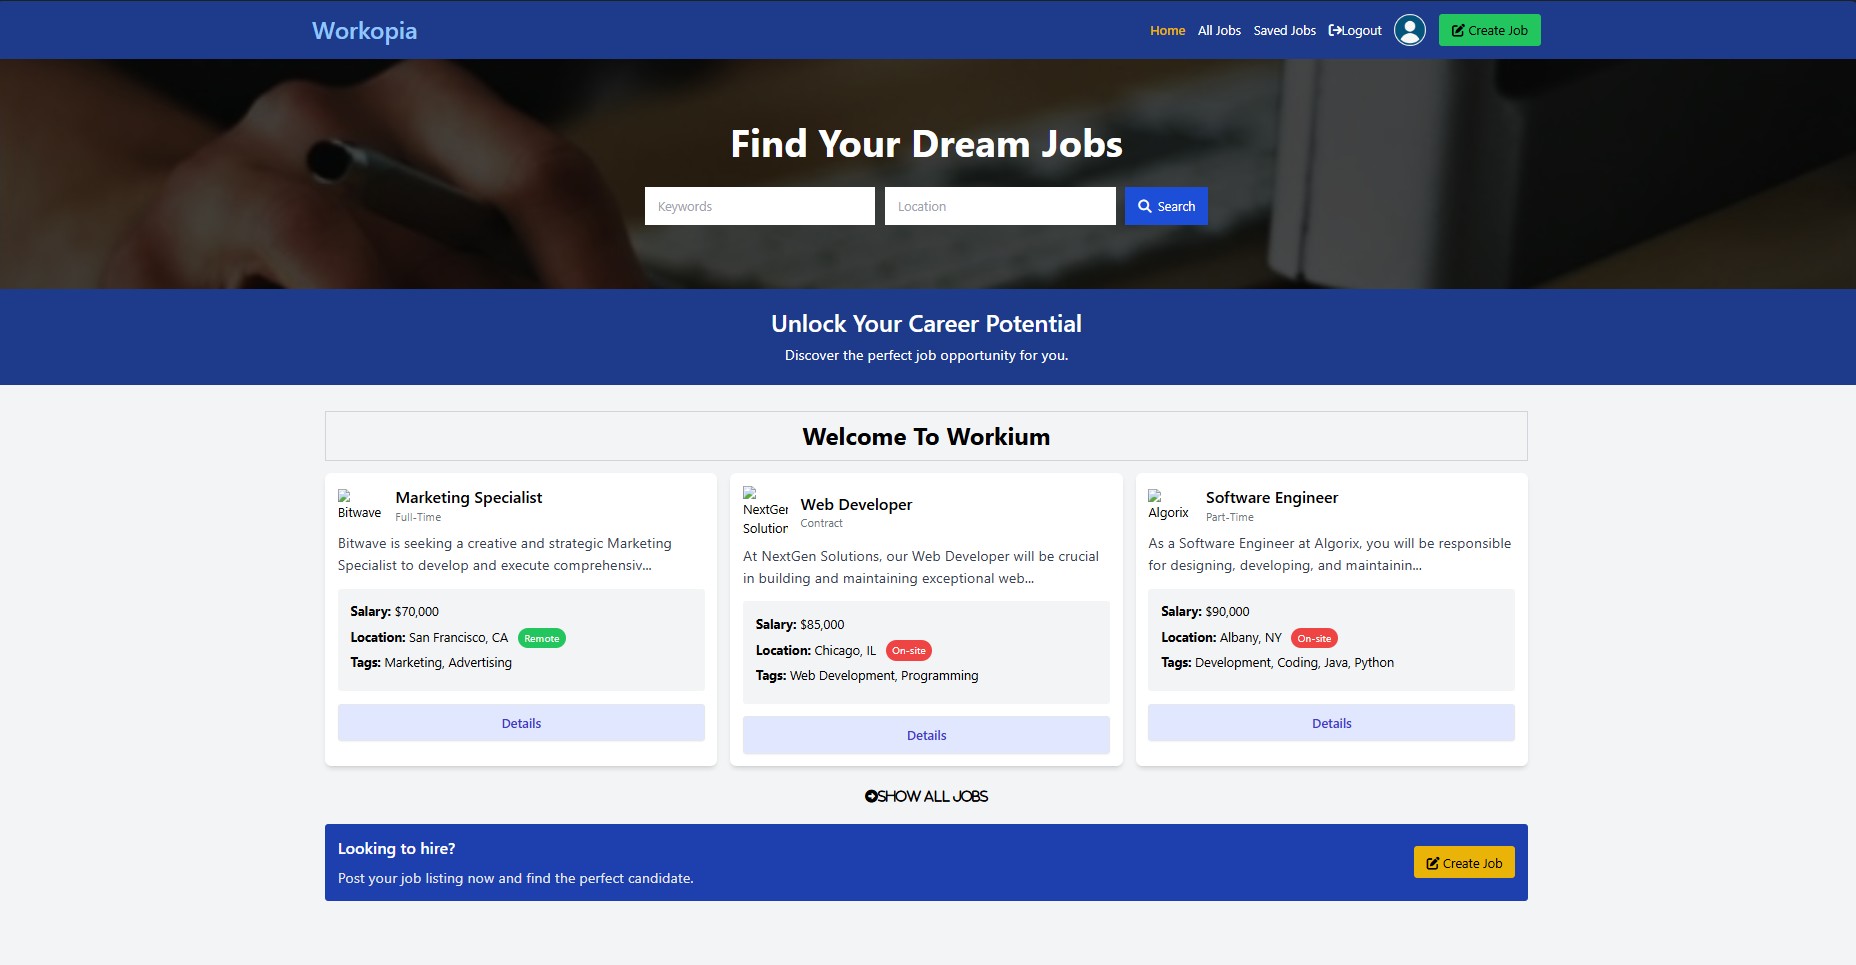 Workopia
Home All Jobs Saved Jobs Logout Create Job
Find Your Dream Jobs
Keywords Location Search
Unlock Your Career Potential
Discover the perfect job opportunity for you.
Welcome To Workium
Bitwave
Marketing Specialist
Full-Time
Bitwave is seeking a creative and strategic Marketing
Specialist to develop and execute comprehensiv...
Salary: $70,000
Location: San Francisco, CA Remote
Tags: Marketing, Advertising
Details
NextGen
Solution
Web Developer
Contract
At NextGen Solutions, our Web Developer will be crucial
in building and maintaining exceptional web...
Salary: $85,000
Location: Chicago, IL On-site
Tags: Web Development, Programming
Details
Algorix
Software Engineer
Part-Time
As a Software Engineer at Algorix, you will be responsible
for designing, developing, and maintainin...
Salary: $90,000
Location: Albany, NY On-site
Tags: Development, Coding, Java, Python
Details
SHOW ALL JOBS
Looking to hire?
Post your job listing now and find the perfect candidate.
Create Job